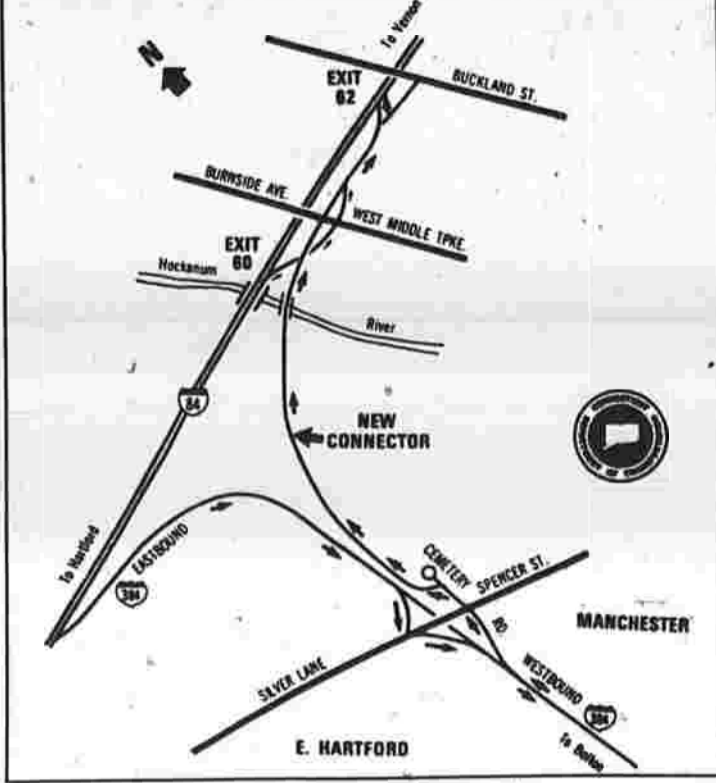 To Vernon
N
EXIT
62
BUCKLAND ST.
BURNSIDE AVE.
WEST MIDDLE TPKE.
EXIT
60
Hockanum
River
84
NEW
CONNECTOR
To Hartford
EASTBOUND
384
CEMETERY
RD
SPENCER ST.
MANCHESTER
SILVER LANE
WESTBOUND
384
To Bolton
E. HARTFORD